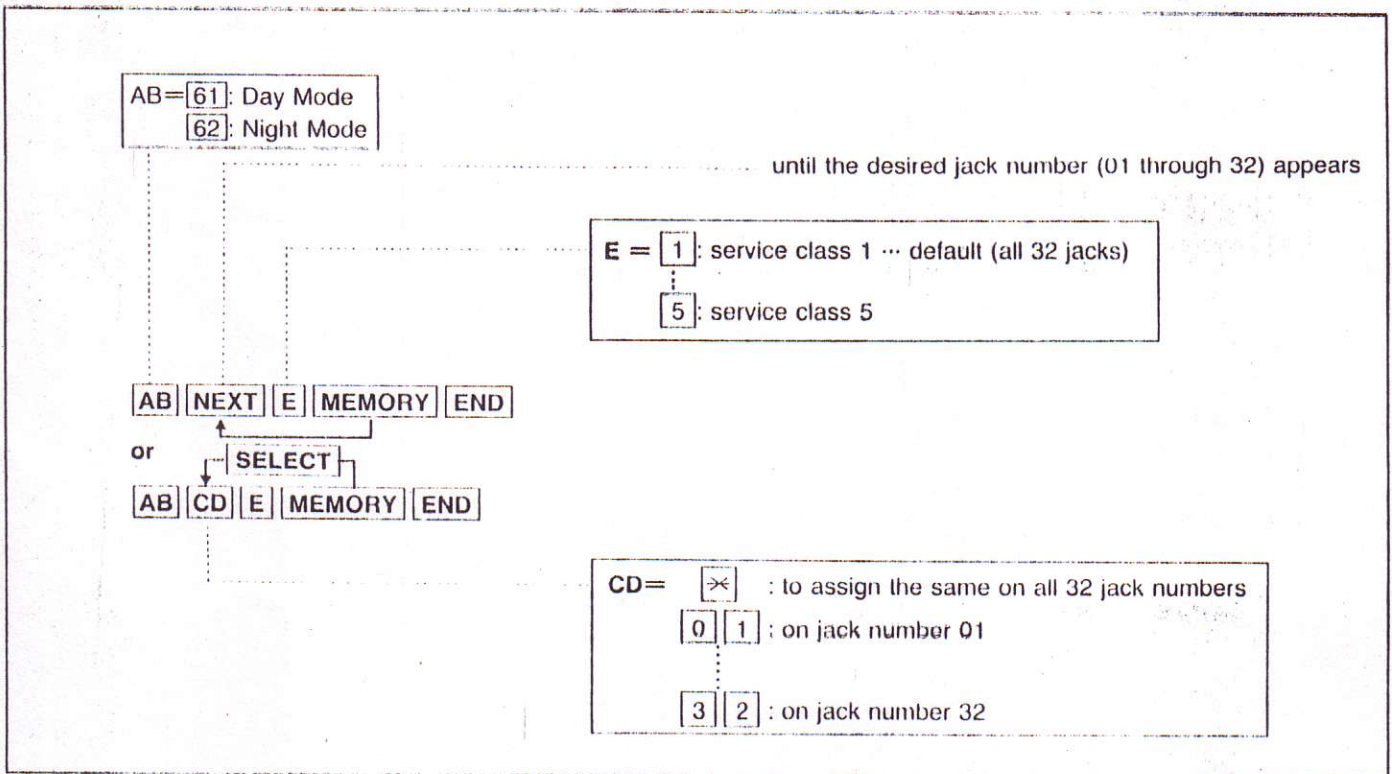 AB=61: Day Mode
62: Night Mode
until the desired jack number (01 through 32) appears
E = 1: service class 1 ... default (all 32 jacks)
5: service class 5
AB NEXT E MEMORY END
or
SELECT
AB CD E MEMORY END
CD= * : to assign the same on all 32 jack numbers
0 1 : on jack number 01
3 2 : on jack number 32